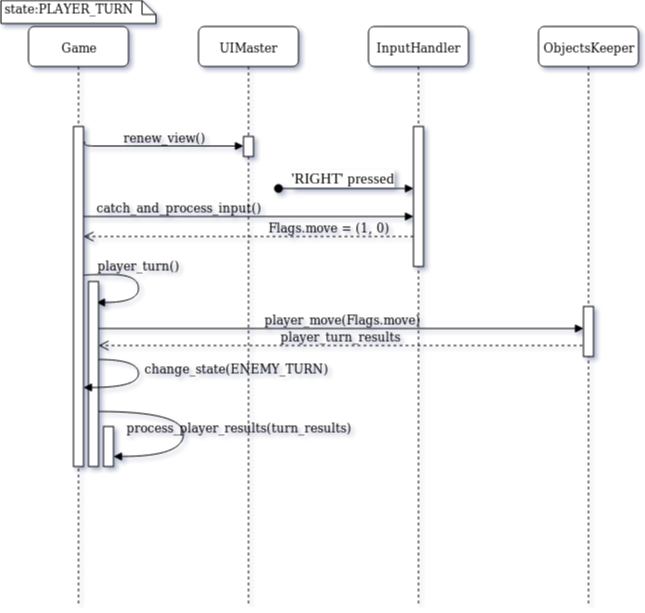 state:PLAYER_TURN
Game
UIMaster
InputHandler
ObjectsKeeper
renew_view()
'RIGHT' pressed
catch_and_process_input()
Flags.move = (1, 0)
player_turn()
player_move(Flags.move)
player_turn_results
change_state(ENEMY_TURN)
process_player_results(turn_results)